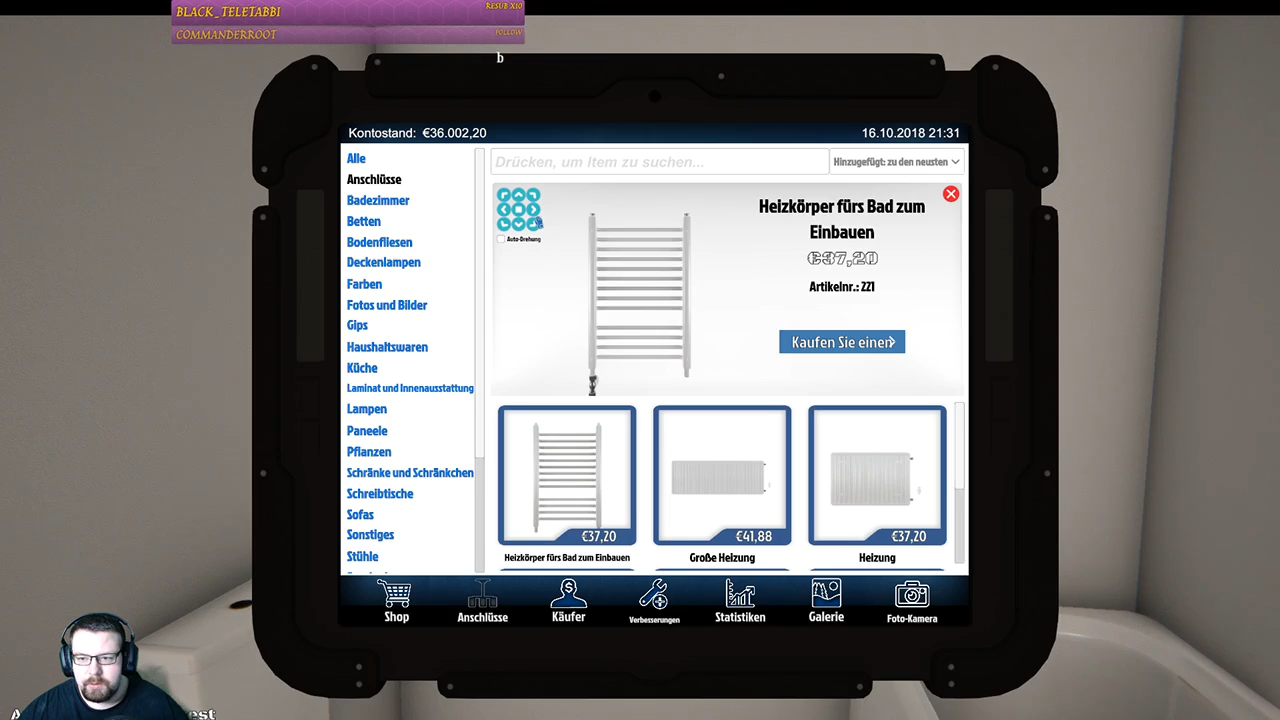 BLACK_TELETABBI
RESUB X10
COMMANDERROOT
FOLLOW
b
Kontostand: €36.002,20
16.10.2018 21:31
Alle
Anschlüsse
Badezimmer
Betten
Bodenfliesen
Deckenlampen
Farben
Fotos und Bilder
Gips
Haushaltswaren
Küche
Laminat und Innenausstattung
Lampen
Paneele
Pflanzen
Schränke und Schränkchen
Schreibtische
Sofas
Sonstiges
Stühle
Drücken, um Item zu suchen...
Hinzugefügt: zu den neusten
Auto-Drehung
Heizkörper fürs Bad zum
Einbauen
€37,20
Artikelnr.: 221
Kaufen Sie einen
€37,20
€41,88
€37,20
Heizkörper fürs Bad zum Einbauen
Große Heizung
Heizung
Shop
Anschlüsse
Käufer
Verbesserungen
Statistiken
Galerie
Foto-Kamera